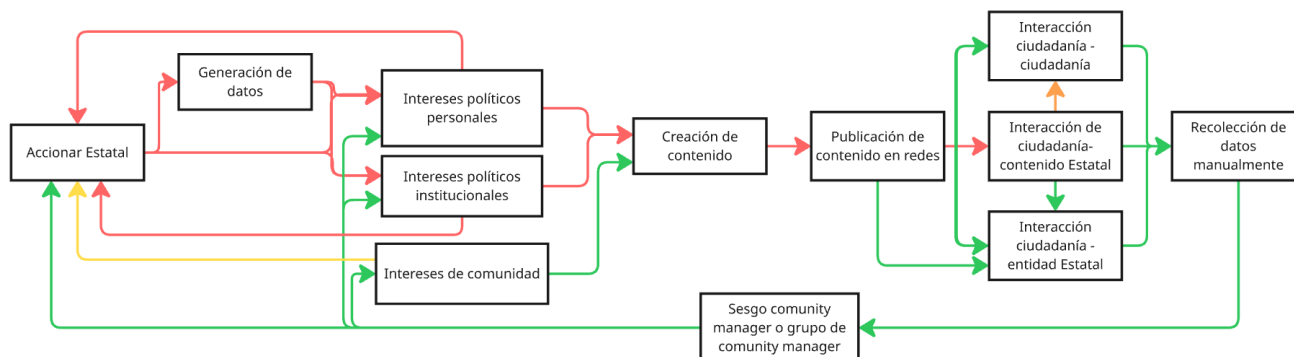 Accionar Estatal
Generación de
datos
Intereses políticos
personales
Intereses políticos
institucionales
Intereses de comunidad
Creación de
contenido
Publicación de
contenido en redes
Interacción
ciudadanía -
ciudadanía
Interacción de
ciudadanía-
contenido Estatal
Interacción
ciudadanía -
entidad Estatal
Recolección de
datos
manualmente
Sesgo comunity
manager o grupo de
comunity manager